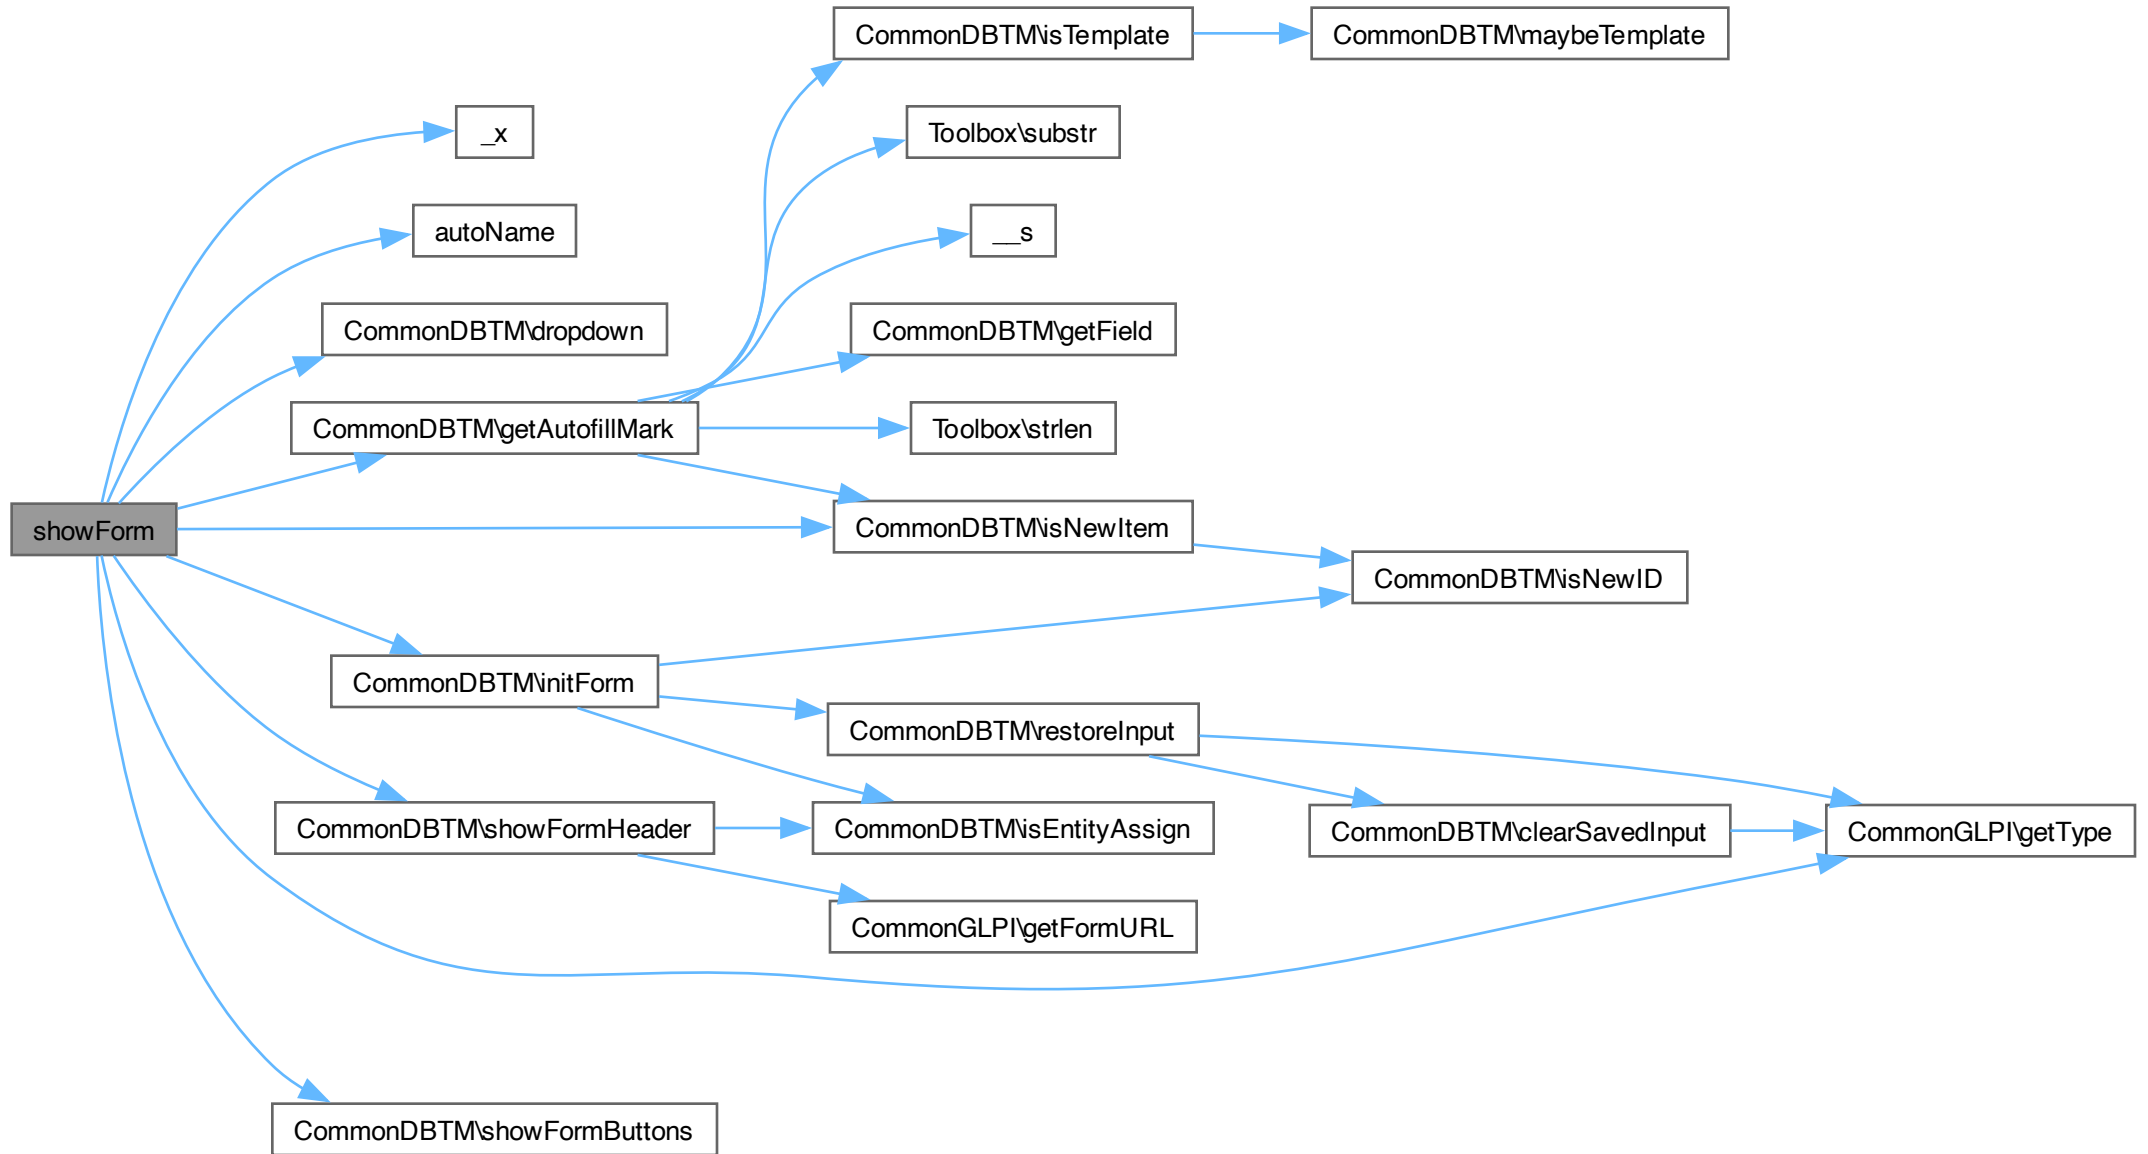 CommonDBTM\isTemplate
CommonDBTM\maybeTemplate
_x
Toolbox\substr
autoName
__s
CommonDBTM\dropdown
CommonDBTM\getField
CommonDBTM\getAutofillMark
Toolbox\strlen
showForm
CommonDBTM\isNewItem
CommonDBTM\isNewID
CommonDBTM\initForm
CommonDBTM\restoreInput
CommonDBTM\showFormHeader
CommonDBTM\isEntityAssign
CommonDBTM\clearSavedInput
CommonGLPI\getType
CommonGLPI\getFormURL
CommonDBTM\showFormButtons